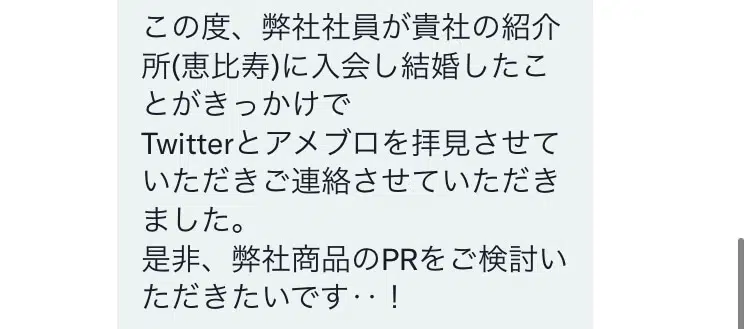 この度、弊社社員が貴社の紹介
所(恵比寿)に入会し結婚したこ
とがきっかけで
Twitterとアメブロを拝見させて
いただきご連絡させていただき
ました。
是非、弊社商品のPRをご検討い
ただきたいです‥！